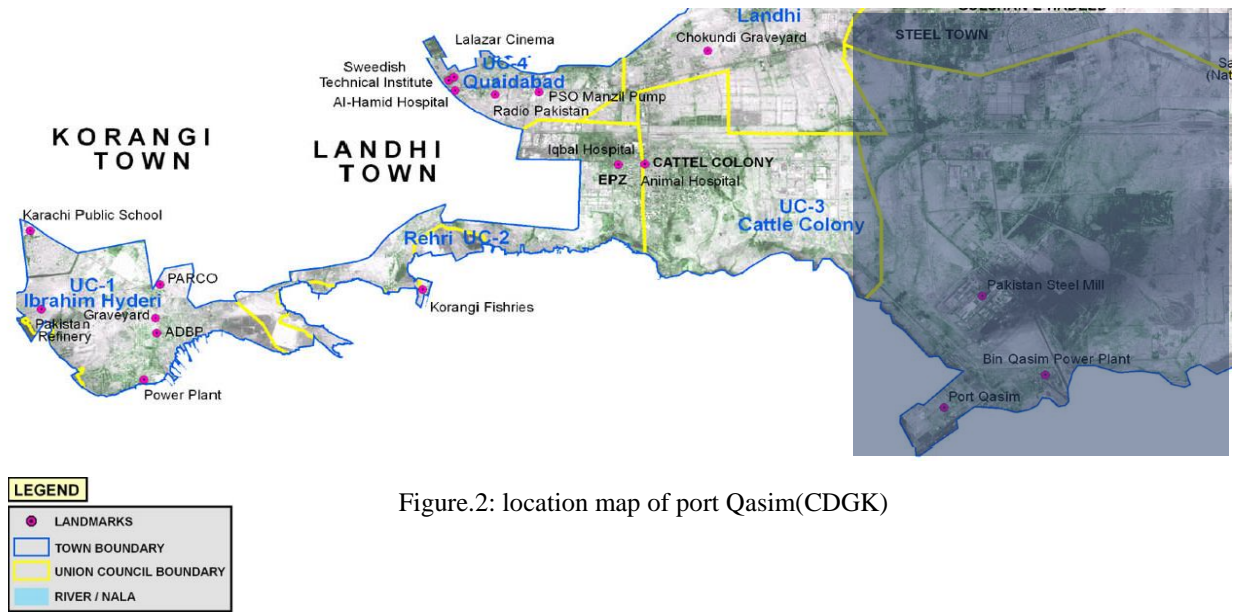 Landhi
STEEL TOWN
Lalazar Cinema
Chokundi Graveyard
UC-4
Quaidabad
Sweedish
Technical Institute
Al-Hamid Hospital
PSO Manzil Pump
Radio Pakistan
KORANGI
TOWN
LANDHI
TOWN
Iqbal Hospital
CATTEL COLONY
EPZ
Animal Hospital
UC-3
Cattle Colony
Karachi Public School
Rehri UC-2
PARCO
UC-1
Ibrahim Hyderi
Graveyard
Pakistan
Refinery
ADBP
Korangi Fishries
Pakistan Steel Mill
Bin Qasim Power Plant
Port Qasim
Power Plant
Figure.2: location map of port Qasim(CDGK)
LEGEND
LANDMARKS
TOWN BOUNDARY
UNION COUNCIL BOUNDARY
RIVER / NALA